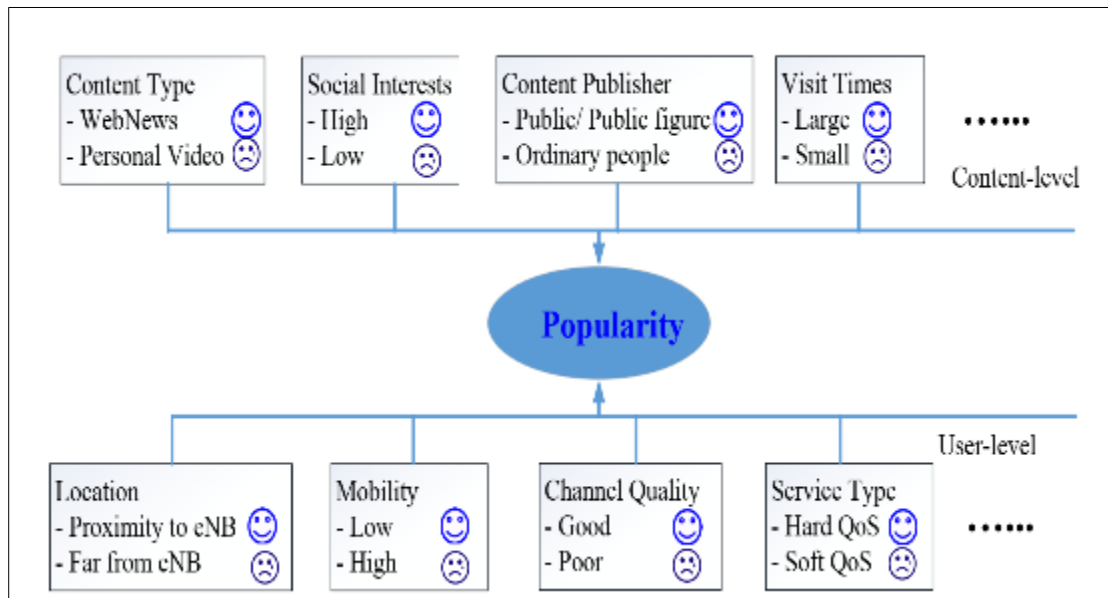 Content Type
- WebNews
- Personal Video
Social Interests
- High
- Low
Content Publisher
- Public/ Public figure
- Ordinary people
Visit Times
- Large
- Small
......
Content-level
Popularity
User-level
Location
- Proximity to eNB
- Far from eNB
Mobility
- Low
- High
Channel Quality
- Good
- Poor
Service Type
- Hard QoS
- Soft QoS
......